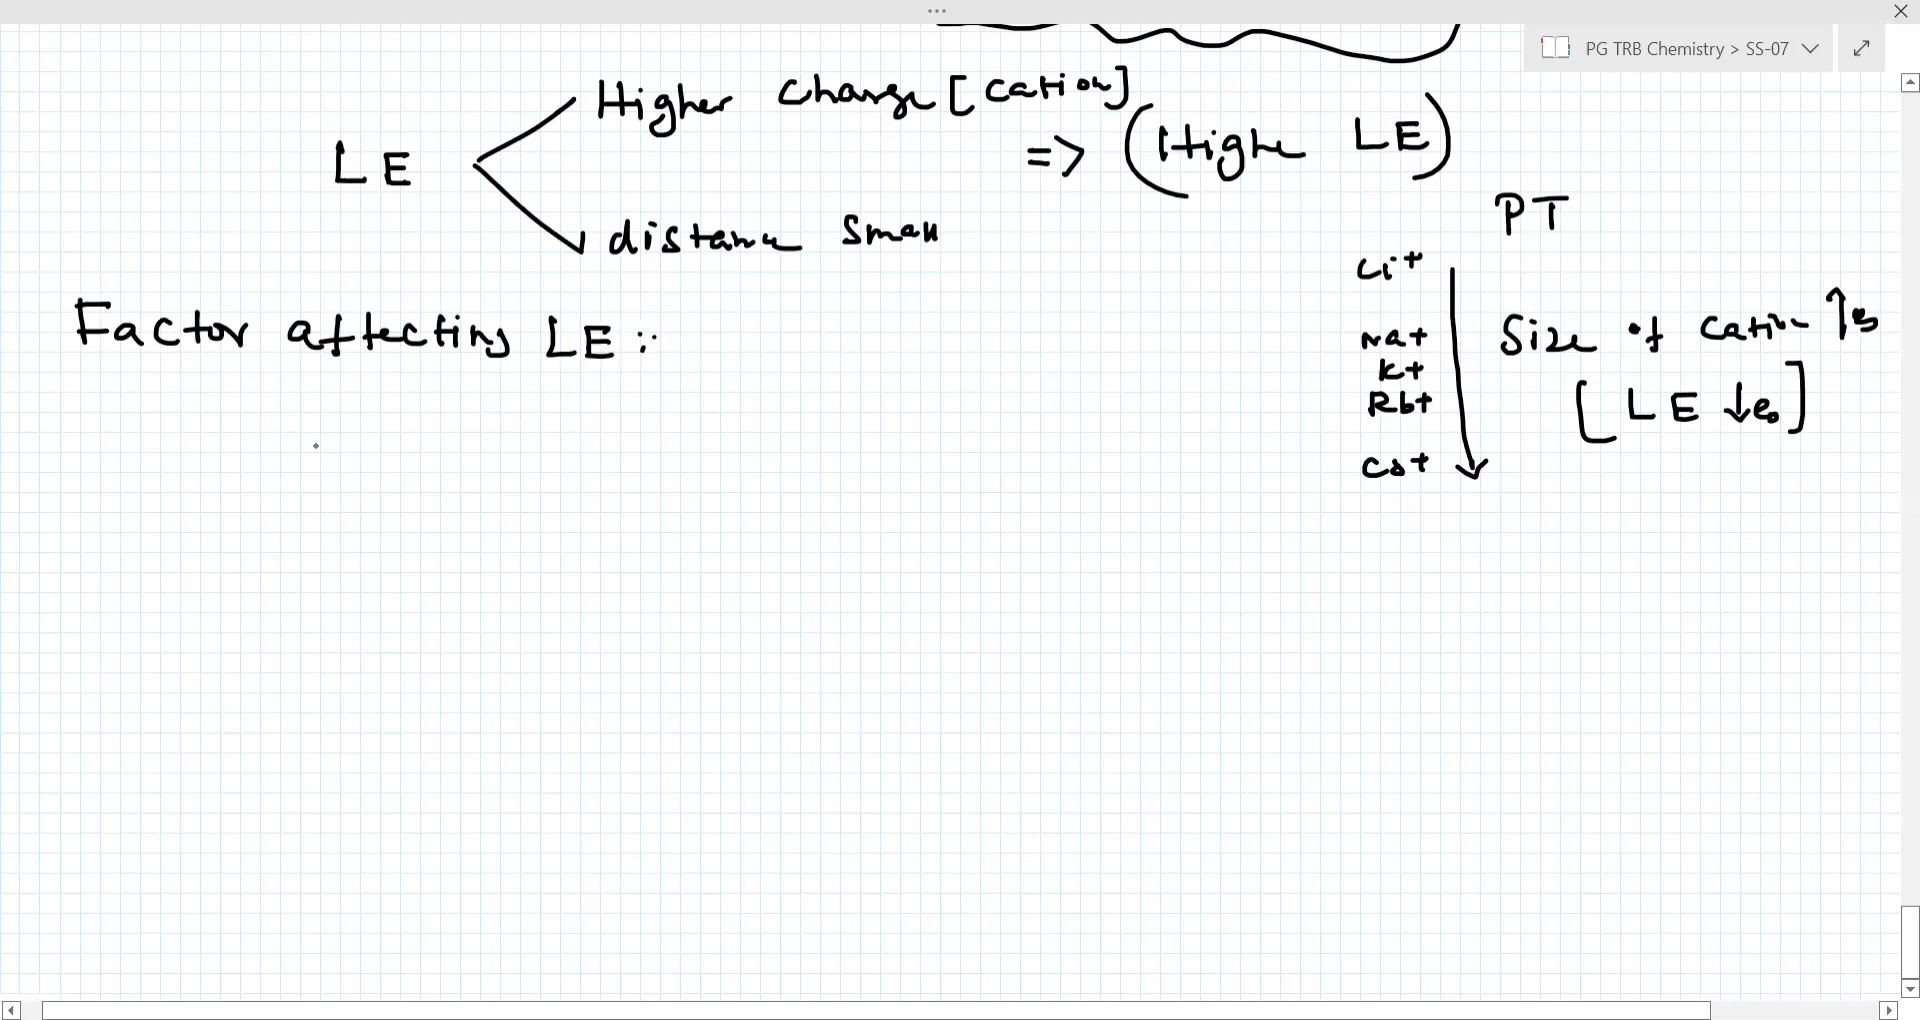 PG TRB Chemistry > SS-07
Higher charge [cation]
LE => (Highe LE)
distance small
PT
Li+
Factor affecting LE :-
Na+ Size of cation ↑es
K+
Rb+ [LE ↓es]
Cs+